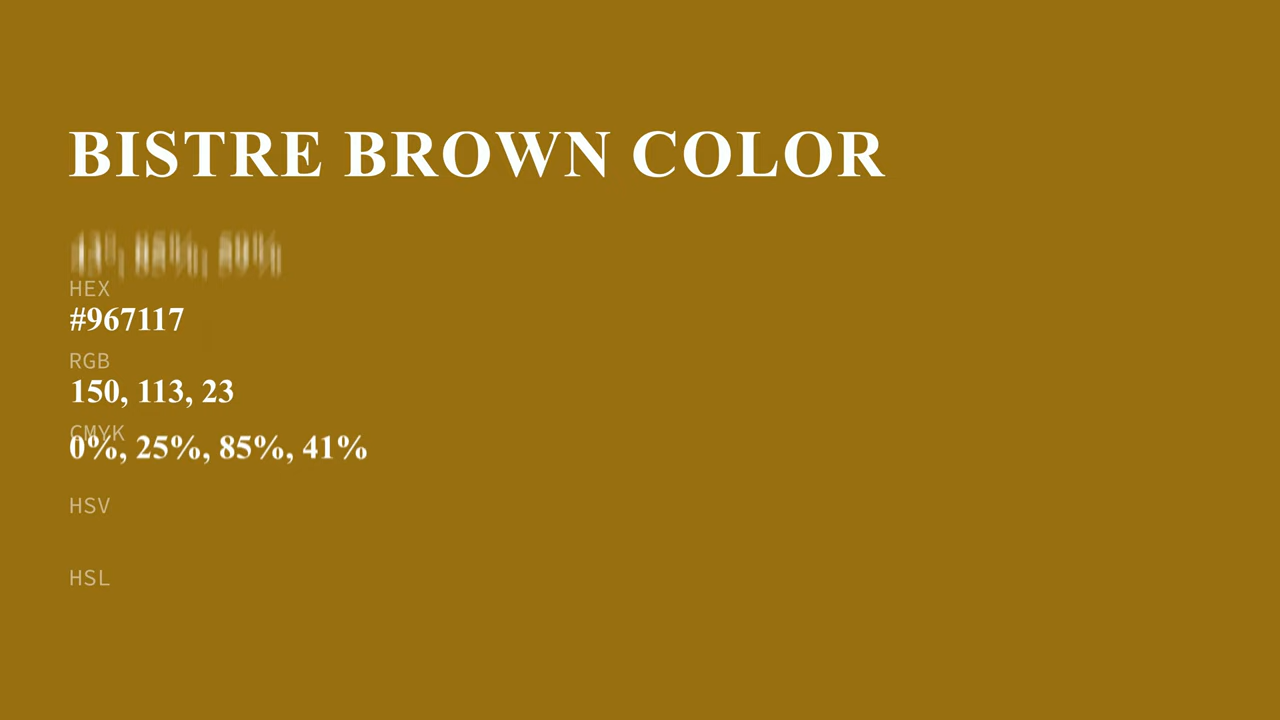 BISTRE BROWN COLOR
HEX
#967117
RGB
150, 113, 23
CMYK
0%, 25%, 85%, 41%
HSV
HSL